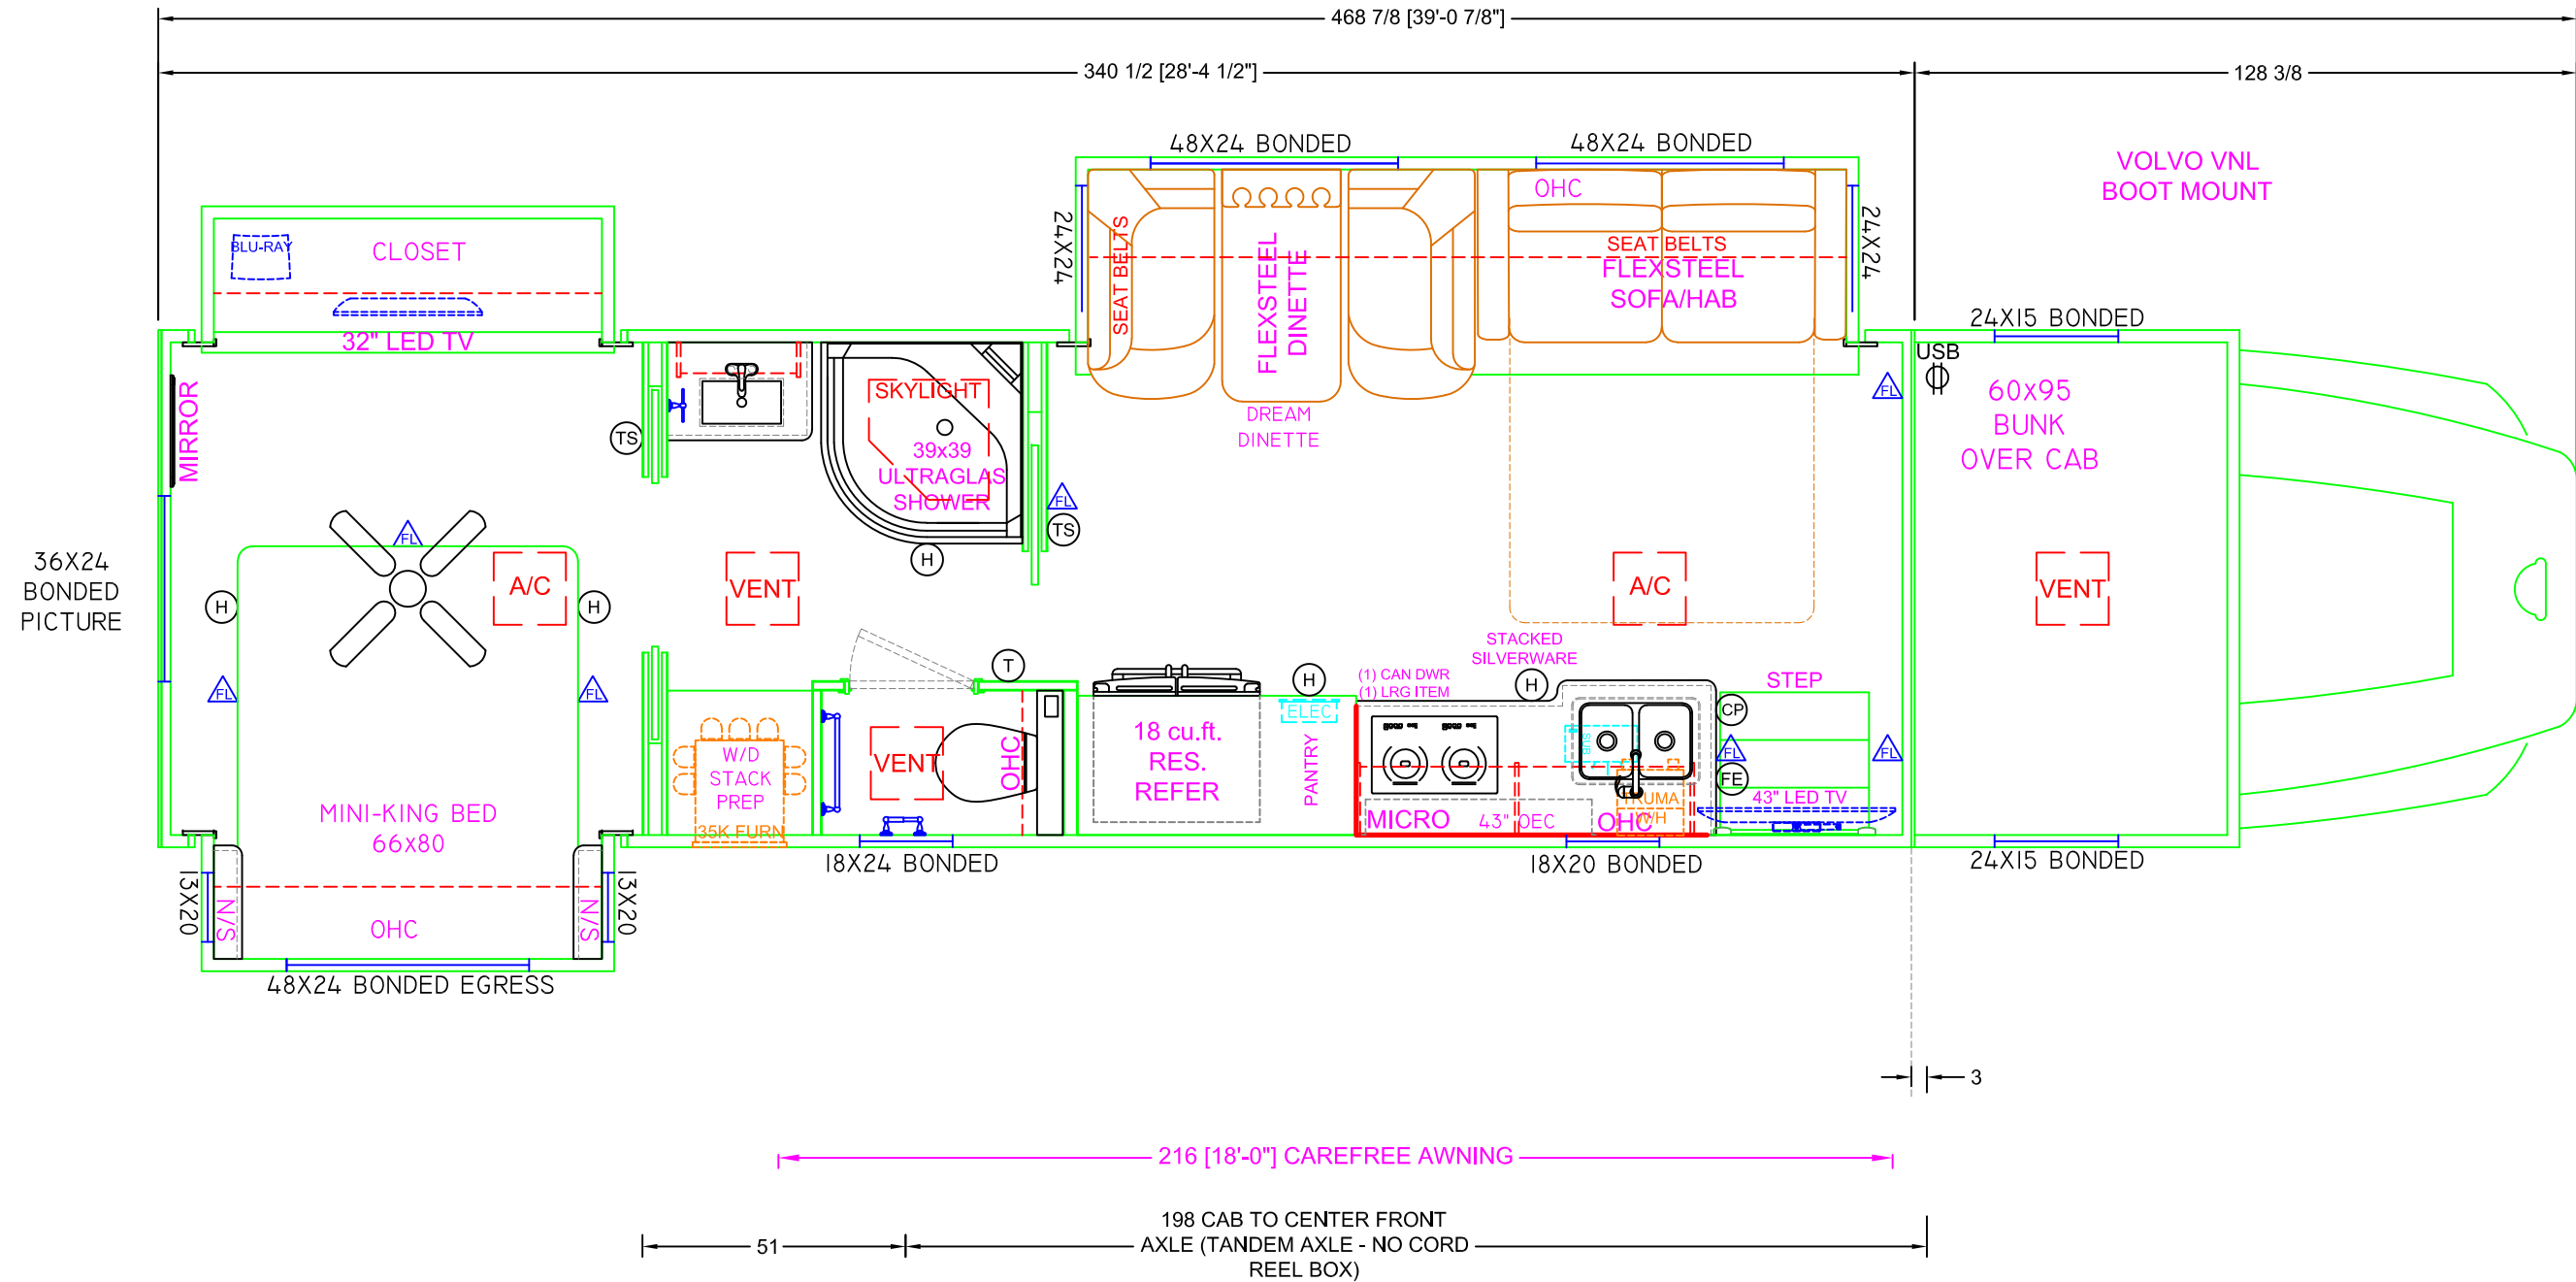 468 7/8 [39'-0 7/8"]
340 1/2 [28'-4 1/2"]
128 3/8
48X24 BONDED
48X24 BONDED
VOLVO VNL
BOOT MOUNT
OHC
24X24
24X24
BLU-RAY
CLOSET
SEAT BELTS
FLEXSTEEL
DINETTE
SEAT BELTS
FLEXSTEEL
SOFA/HAB
32" LED TV
24X15 BONDED
USB
MIRROR
SKYLIGHT
39x39
ULTRAGLAS
SHOWER
DREAM
DINETTE
FL
60x95
BUNK
OVER CAB
TS
FL
TS
FL
36X24
BONDED
PICTURE
A/C
H
H
H
VENT
A/C
VENT
FL
FL
T
H
STACKED
SILVERWARE
(1) CAN DWR
(1) LRG ITEM
H
STEP
ELEC
CP
W/D
STACK
PREP
35K FURN
VENT
OHC
18 cu.ft.
RES.
REFER
PANTRY
SUB
FL
FL
FE
MINI-KING BED
66x80
MICRO
43" OEC
OHC
TRUMA
W/H
43" LED TV
18X24 BONDED
18X20 BONDED
24X15 BONDED
13X20
N/S
OHC
N/S
13X20
48X24 BONDED EGRESS
3
216 [18'-0"] CAREFREE AWNING
51
198 CAB TO CENTER FRONT
AXLE (TANDEM AXLE - NO CORD
REEL BOX)